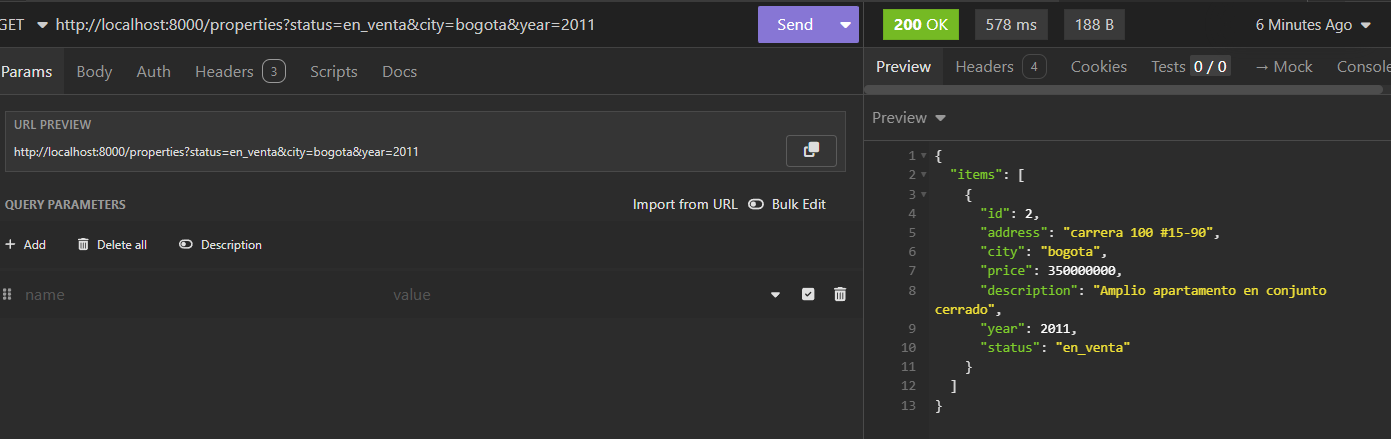 GET http://localhost:8000/properties?status=en_venta&city=bogota&year=2011 Send
200 OK 578 ms 188 B 6 Minutes Ago
Params Body Auth Headers 3 Scripts Docs
Preview Headers 4 Cookies Tests 0 / 0 → Mock Console
URL PREVIEW
http://localhost:8000/properties?status=en_venta&city=bogota&year=2011
QUERY PARAMETERS Import from URL Bulk Edit
+ Add Delete all Description
name value
Preview
1 {
2 "items": [
3 {
4 "id": 2,
5 "address": "carrera 100 #15-90",
6 "city": "bogota",
7 "price": 350000000,
8 "description": "Amplio apartamento en conjunto
cerrado",
9 "year": 2011,
10 "status": "en_venta"
11 }
12 ]
13 }